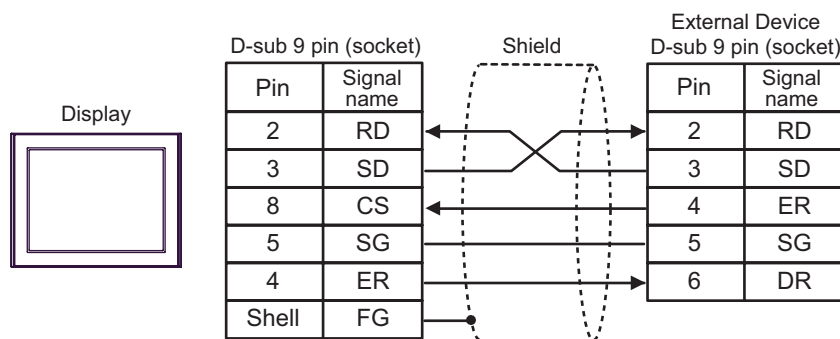 External Device
D-sub 9 pin (socket)
Shield
D-sub 9 pin (socket)
Display
Pin Signal name
2 RD
3 SD
8 CS
5 SG
4 ER
Shell FG
Pin Signal name
2 RD
3 SD
4 ER
5 SG
6 DR